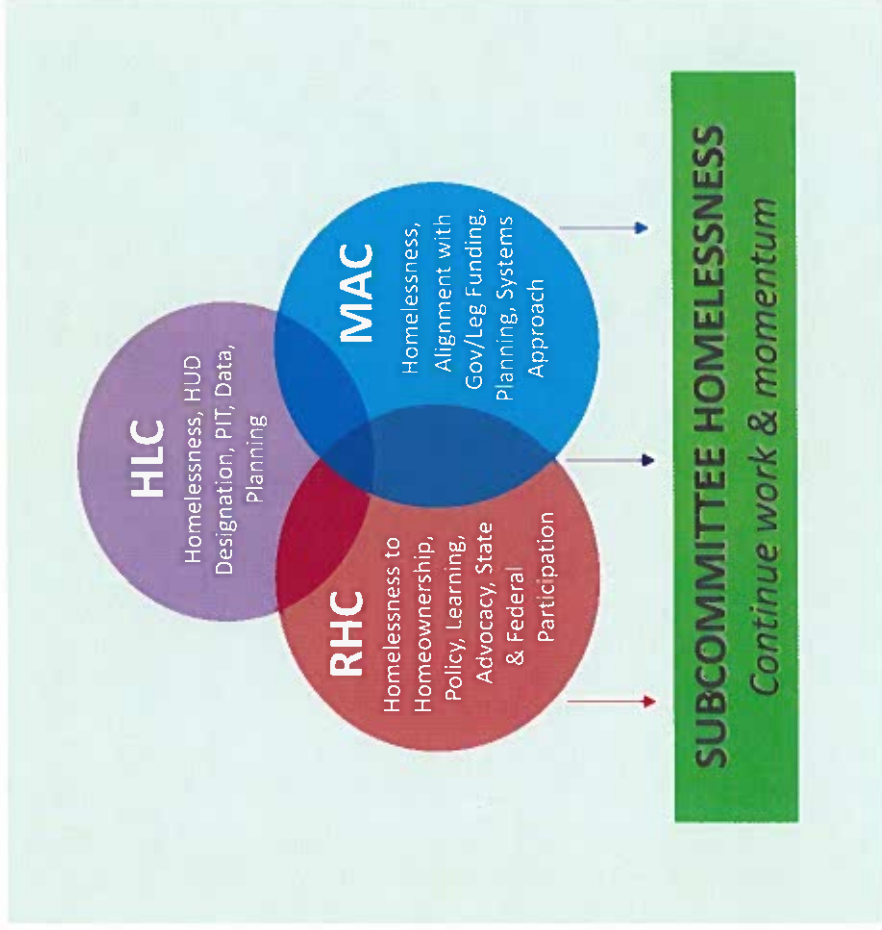 HLC
Homelessness, HUD
Designation, PIT, Data,
Planning
RHC
Homelessness to
Homeownership,
Policy, Learning,
Advocacy, State
& Federal
Participation
MAC
Homelessness,
Alignment with
Gov/Leg Funding,
Planning, Systems
Approach
SUBCOMMITTEE HOMELESSNESS
Continue work & momentum